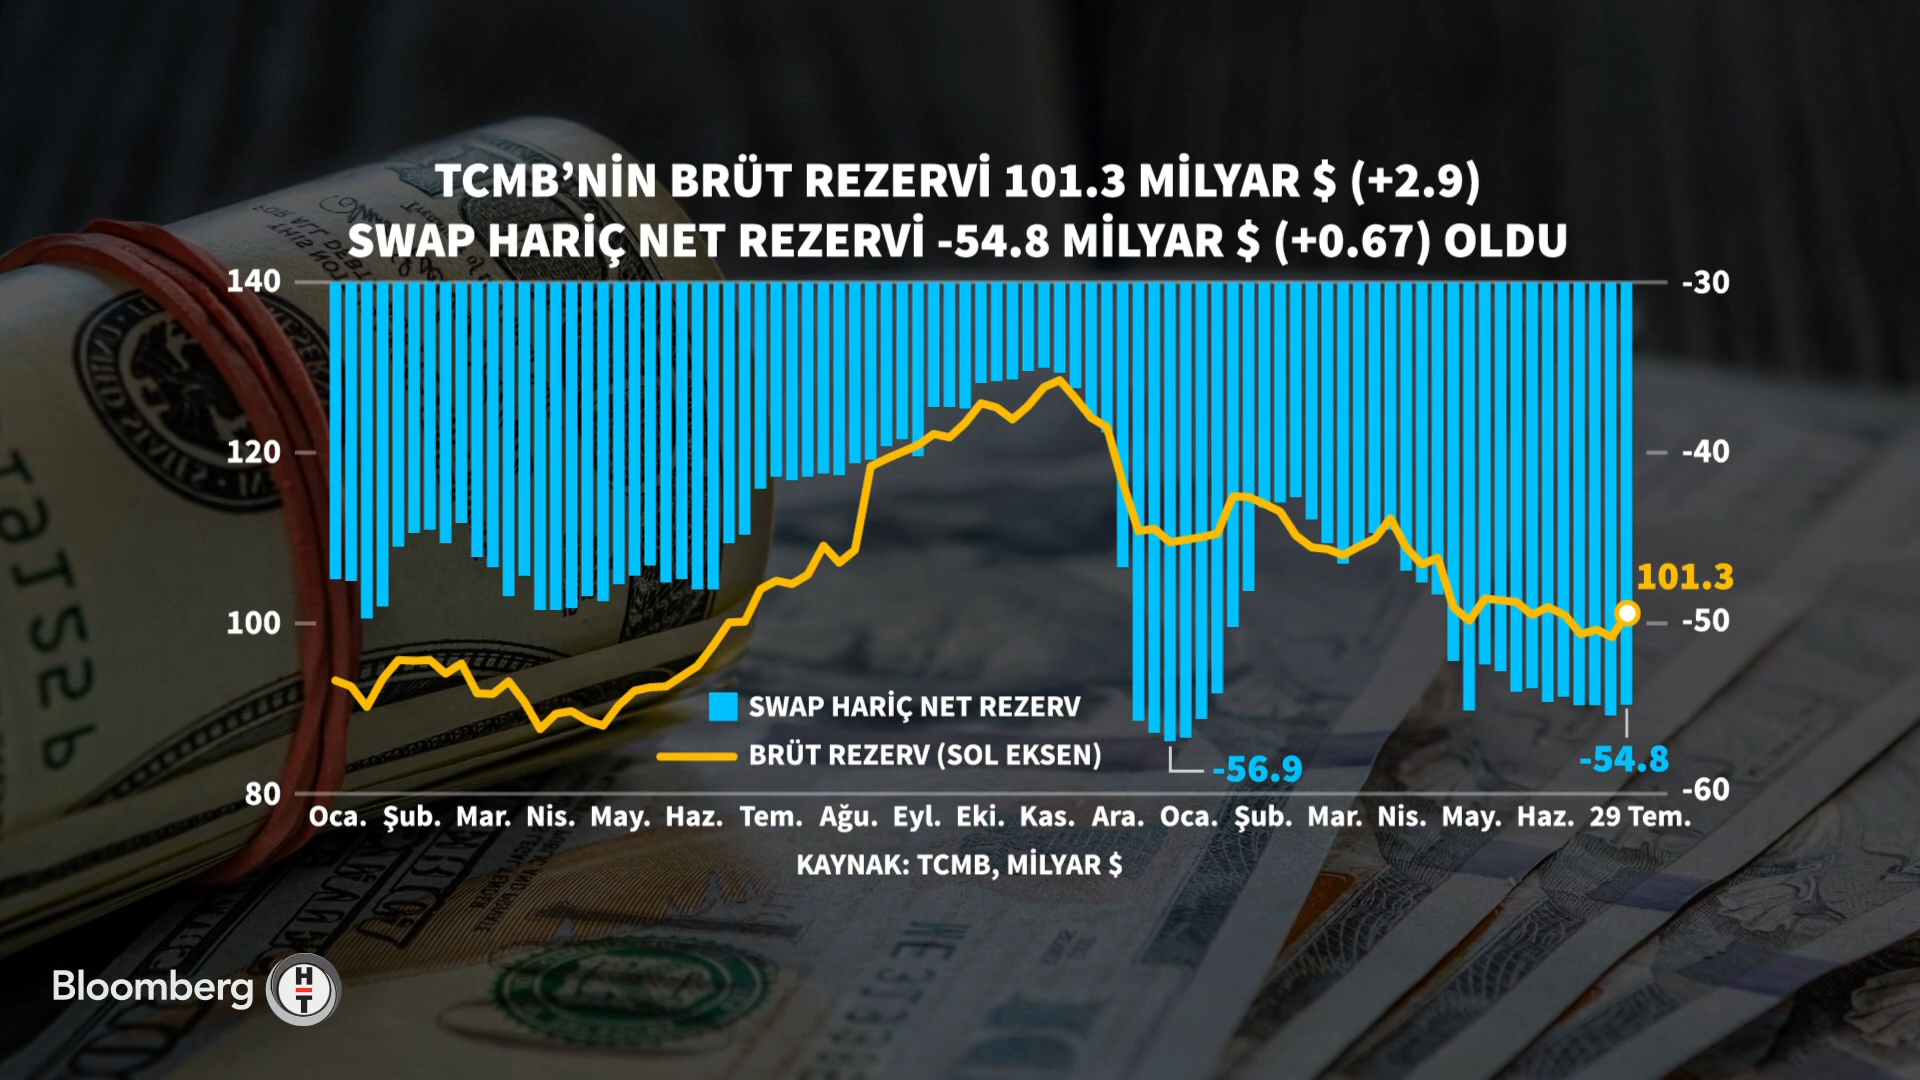 TCMB’NİN BRÜT REZERVİ 101.3 MİLYAR $ (+2.9)
SWAP HARİÇ NET REZERVİ -54.8 MİLYAR $ (+0.67) OLDU
140
-30
120
-40
101.3
100
-50
SWAP HARİÇ NET REZERV
BRÜT REZERV (SOL EKSEN)
-56.9
-54.8
80
-60
Oca. Şub. Mar. Nis. May. Haz. Tem. Ağu. Eyl. Eki. Kas. Ara. Oca. Şub. Mar. Nis. May. Haz. 29 Tem.
KAYNAK: TCMB, MİLYAR $
Bloomberg HT